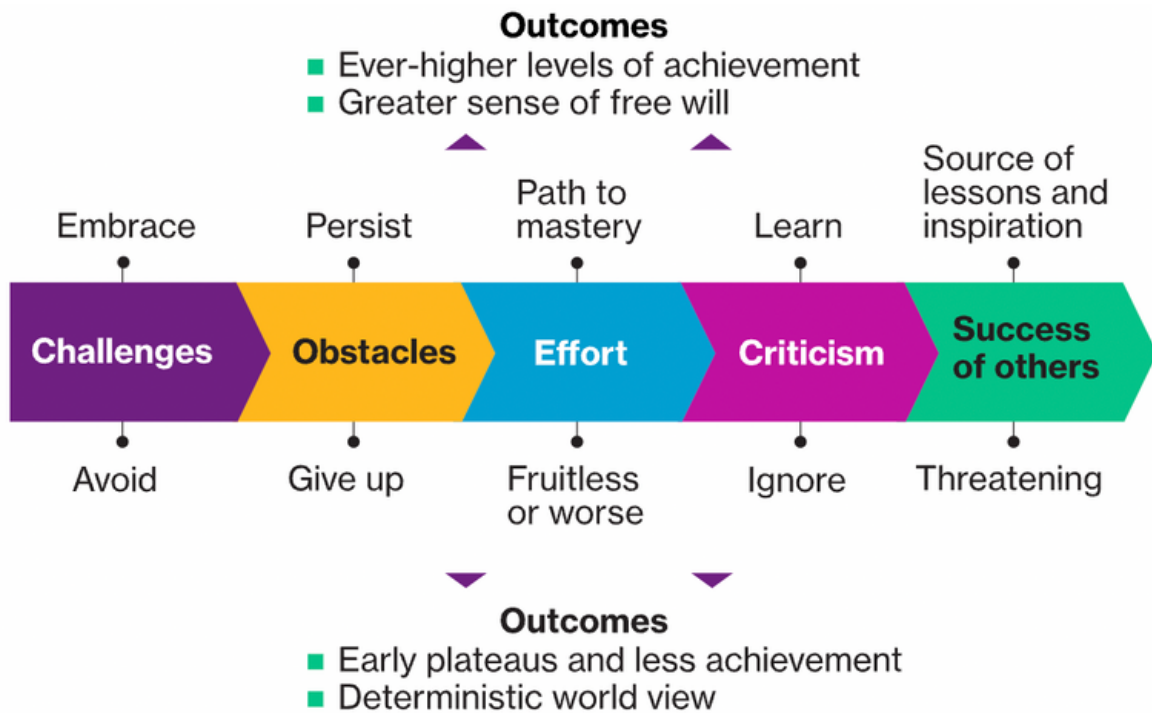 Outcomes
Ever-higher levels of achievement
Greater sense of free will
Embrace
Persist
Path to
mastery
Learn
Source of
lessons and
inspiration
Challenges
Obstacles
Effort
Criticism
Success
of others
Avoid
Give up
Fruitless
or worse
Ignore
Threatening
Outcomes
Early plateaus and less achievement
Deterministic world view